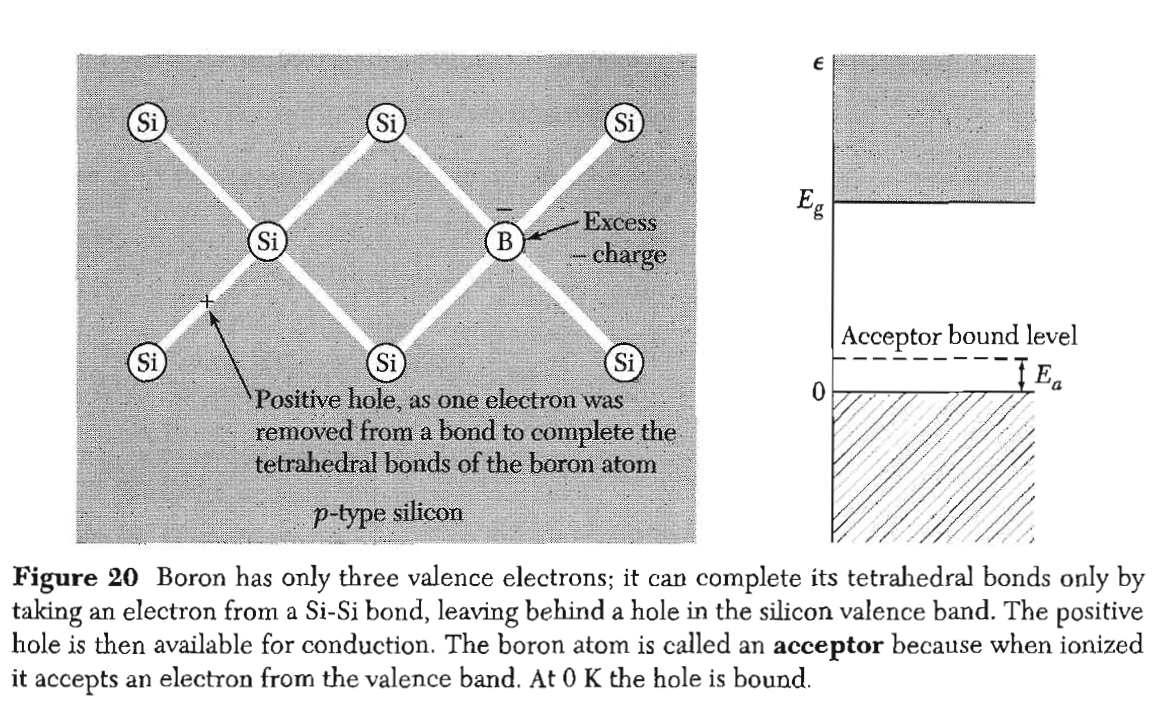 Si Si Si
Si B
–
Excess
– charge
+
Si Si Si
Positive hole, as one electron was
removed from a bond to complete the
tetrahedral bonds of the boron atom
p-type silicon
ϵ
E_g
Acceptor bound level
E_a
0
Figure 20 Boron has only three valence electrons; it can complete its tetrahedral bonds only by
taking an electron from a Si-Si bond, leaving behind a hole in the silicon valence band. The positive
hole is then available for conduction. The boron atom is called an acceptor because when ionized
it accepts an electron from the valence band. At 0 K the hole is bound.